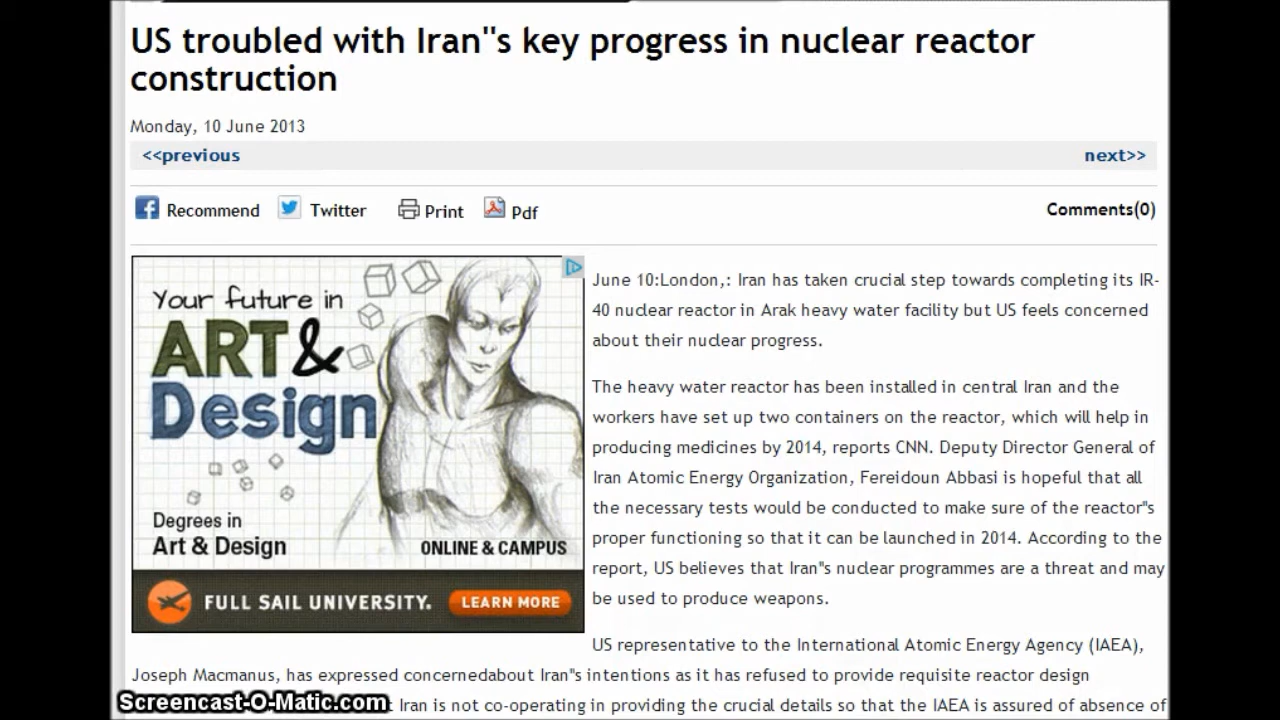 US troubled with Iran"s key progress in nuclear reactor
construction
Monday, 10 June 2013
<<previous
next>>
Recommend
Twitter
Print
Pdf
Comments(0)
Your future in
ART&
Design
Degrees in
Art & Design
ONLINE & CAMPUS
FULL SAIL UNIVERSITY.
LEARN MORE
June 10:London,: Iran has taken crucial step towards completing its IR-
40 nuclear reactor in Arak heavy water facility but US feels concerned
about their nuclear progress.
The heavy water reactor has been installed in central Iran and the
workers have set up two containers on the reactor, which will help in
producing medicines by 2014, reports CNN. Deputy Director General of
Iran Atomic Energy Organization, Fereidoun Abbasi is hopeful that all
the necessary tests would be conducted to make sure of the reactor"s
proper functioning so that it can be launched in 2014. According to the
report, US believes that Iran"s nuclear programmes are a threat and may
be used to produce weapons.
US representative to the International Atomic Energy Agency (IAEA),
Joseph Macmanus, has expressed concernedabout Iran"s intentions as it has refused to provide requisite reactor design
Iran is not co-operating in providing the crucial details so that the IAEA is assured of absence of
Screencast-O-Matic.com